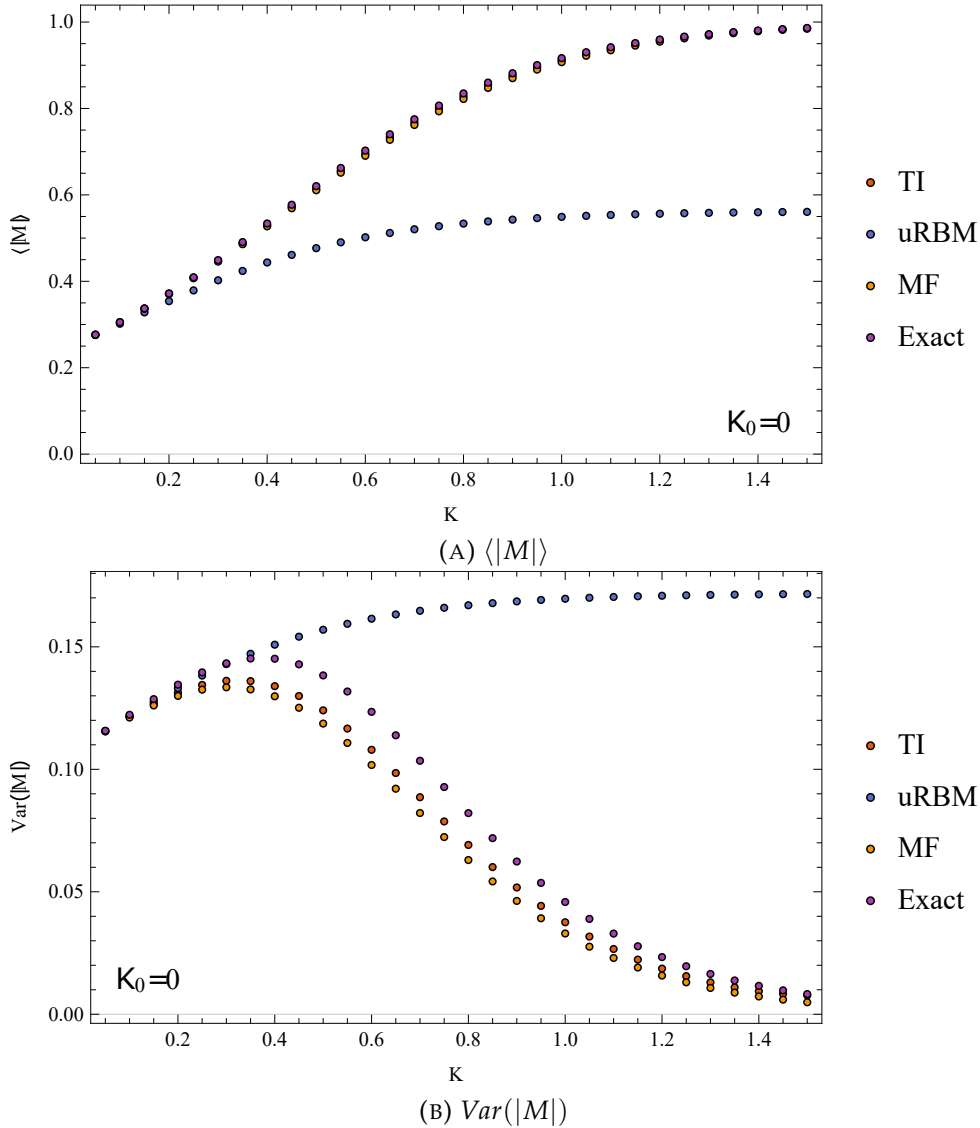 1.0
0.8
0.6
0.4
0.2
0.0
⟨|M|⟩
K₀=0
0.2 0.4 0.6 0.8 1.0 1.2 1.4
K
TI
uRBM
MF
Exact
(A) ⟨|M|⟩
0.15
0.10
0.05
0.00
Var(|M|)
K₀=0
0.2 0.4 0.6 0.8 1.0 1.2 1.4
K
TI
uRBM
MF
Exact
(B) Var(|M|)